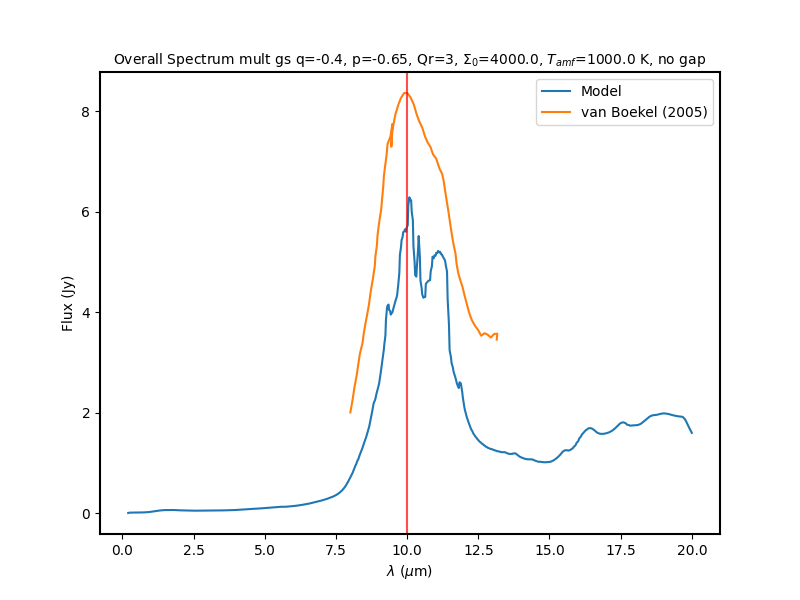 Overall Spectrum mult gs q=-0.4, p=-0.65, Qr=3, Σ₀=4000.0, T_amf=1000.0 K, no gap
Model
van Boekel (2005)
8
6
4
2
0
Flux (Jy)
0.0 2.5 5.0 7.5 10.0 12.5 15.0 17.5 20.0
λ (μm)